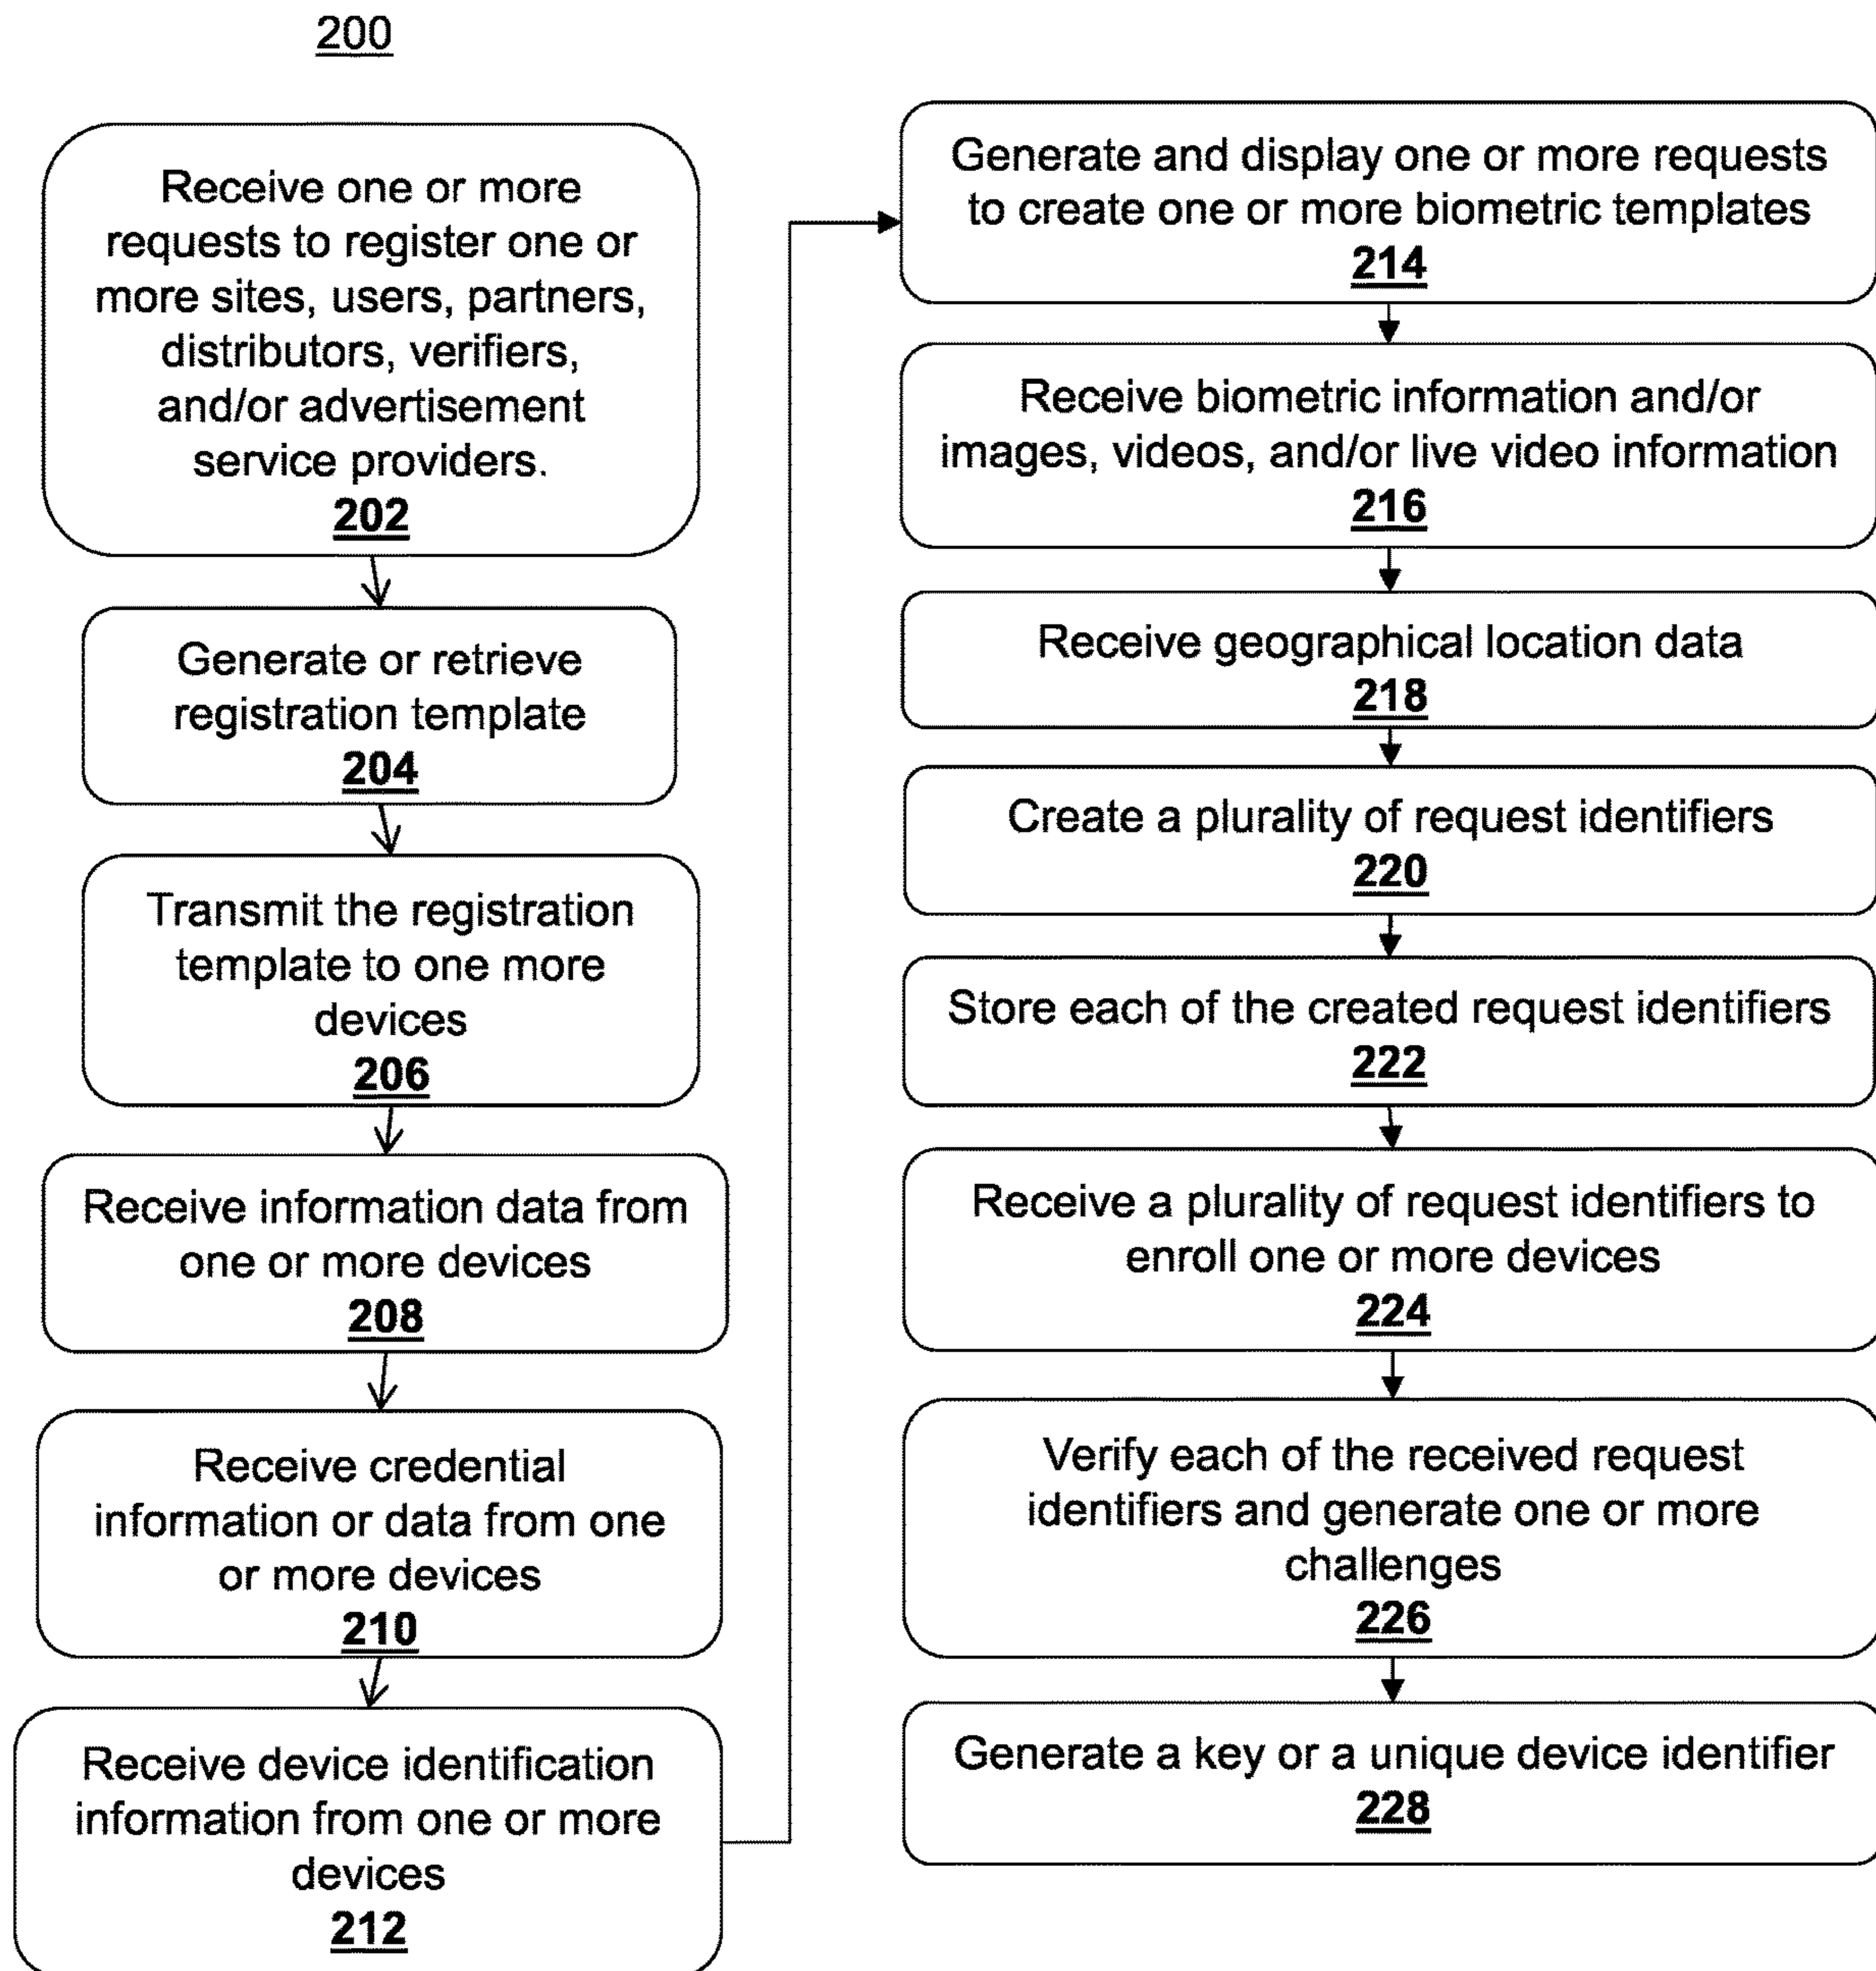 200
Receive one or more
requests to register one or
more sites, users, partners,
distributors, verifiers,
and/or advertisement
service providers.
202
Generate or retrieve
registration template
204
Transmit the registration
template to one more
devices
206
Receive information data from
one or more devices
208
Receive credential
information or data from one
or more devices
210
Receive device identification
information from one or more
devices
212
Generate and display one or more requests
to create one or more biometric templates
214
Receive biometric information and/or
images, videos, and/or live video information
216
Receive geographical location data
218
Create a plurality of request identifiers
220
Store each of the created request identifiers
222
Receive a plurality of request identifiers to
enroll one or more devices
224
Verify each of the received request
identifiers and generate one or more
challenges
226
Generate a key or a unique device identifier
228